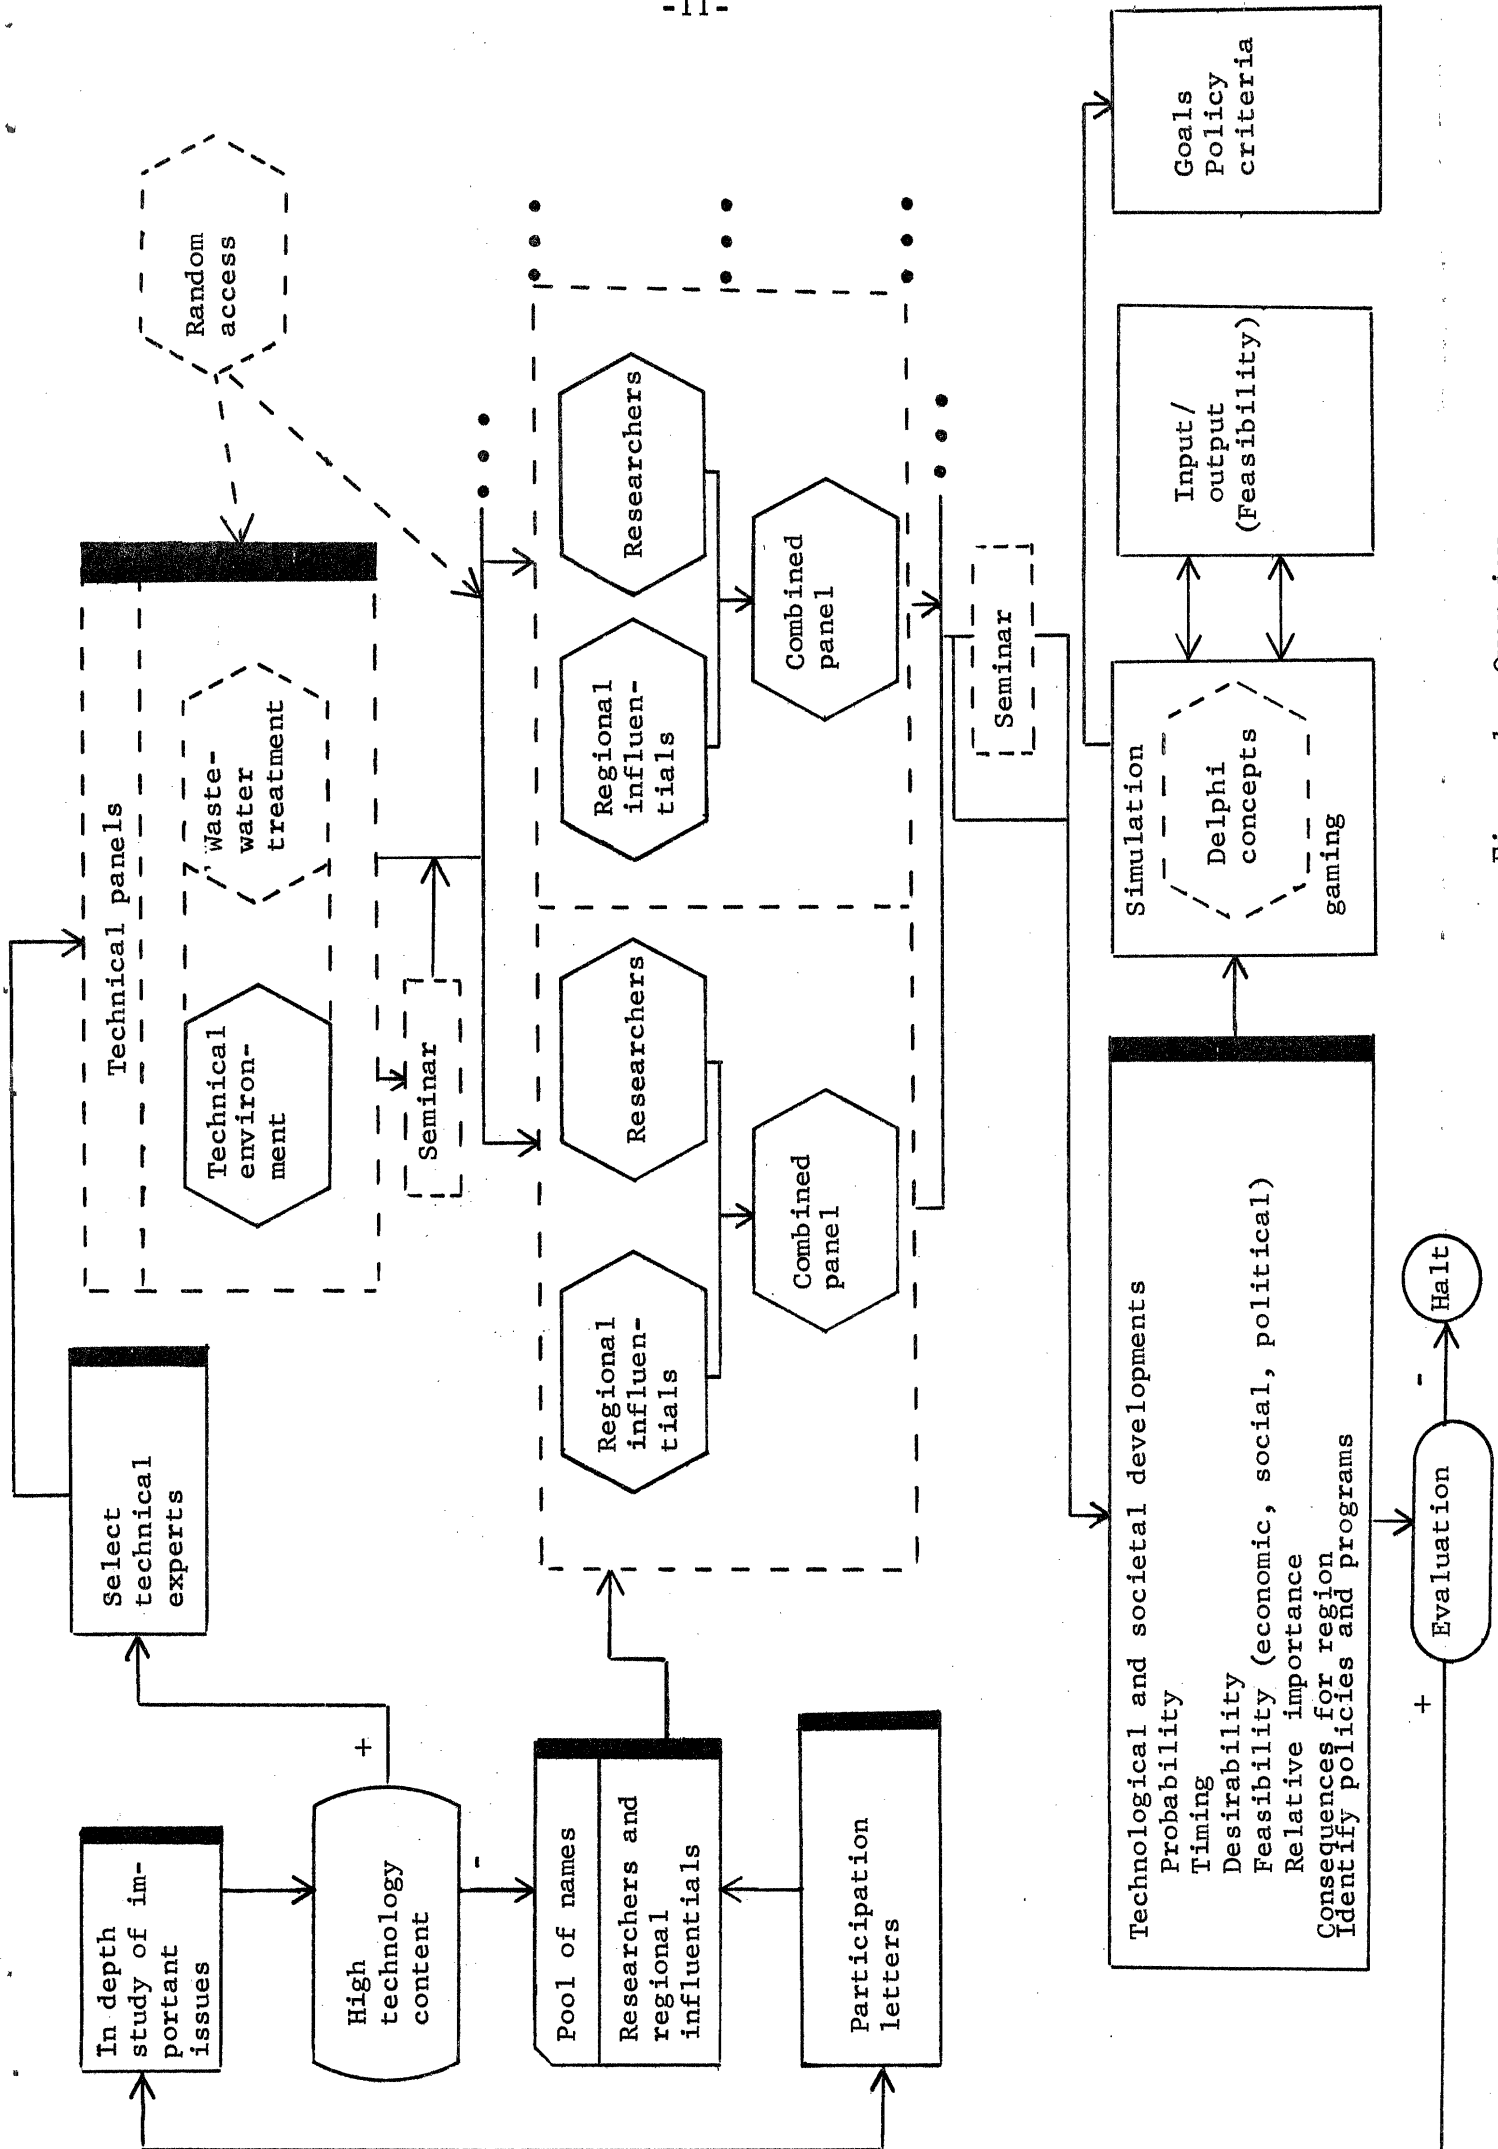 -11-
In depth
study of im-
portant
issues
High
technology
content
+
-
Pool of names
Researchers and
regional
influentials
Participation
letters
Select
technical
experts
Technical panels
Technical
environ-
ment
Waste-
water
treatment
Random
access
Seminar
Regional
influen-
tials
Researchers
Combined
panel
Regional
influen-
tials
Researchers
Combined
panel
Seminar
Technological and societal developments
Probability
Timing
Desirability
Feasibility (economic, social, political)
Relative importance
Consequences for region
Identify policies and programs
Simulation
Delphi
concepts
gaming
Input/
output
(Feasibility)
Goals
Policy
criteria
+
Evaluation
-
Halt